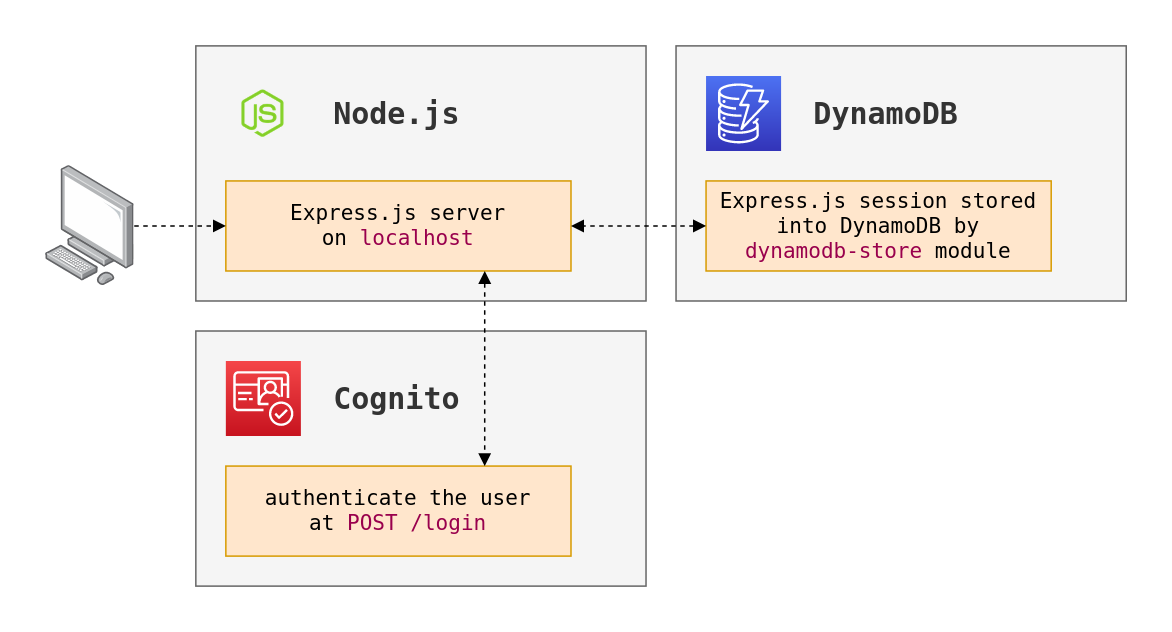 JS
Node.js
Express.js server
on localhost
DynamoDB
Express.js session stored
into DynamoDB by
dynamodb-store module
Cognito
authenticate the user
at POST /login